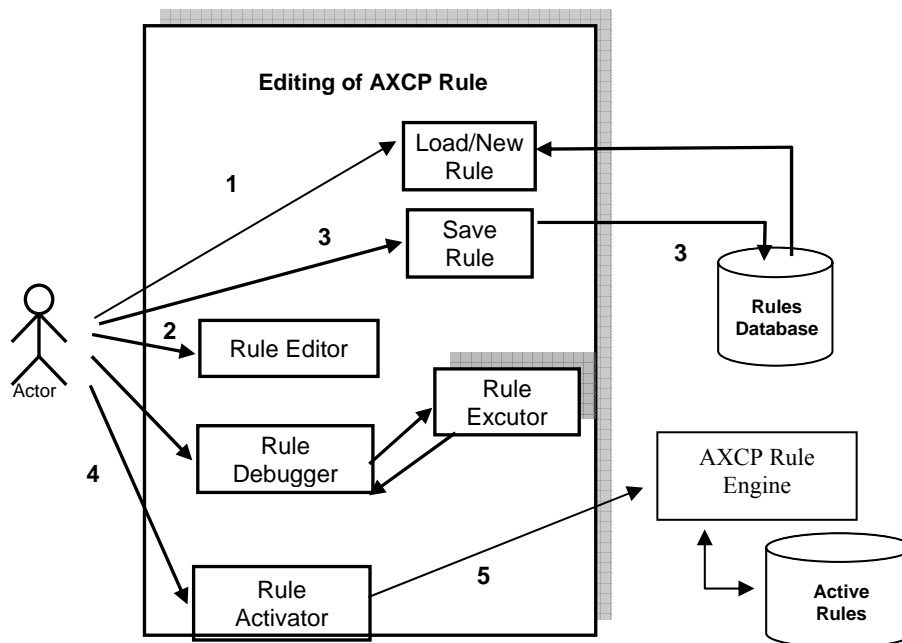 Editing of AXCP Rule
Load/New
Rule
1
3
Save
Rule
3
Rules
Database
2
Rule Editor
Actor
Rule
Excutor
Rule
Debugger
4
AXCP Rule
Engine
5
Rule
Activator
Active
Rules